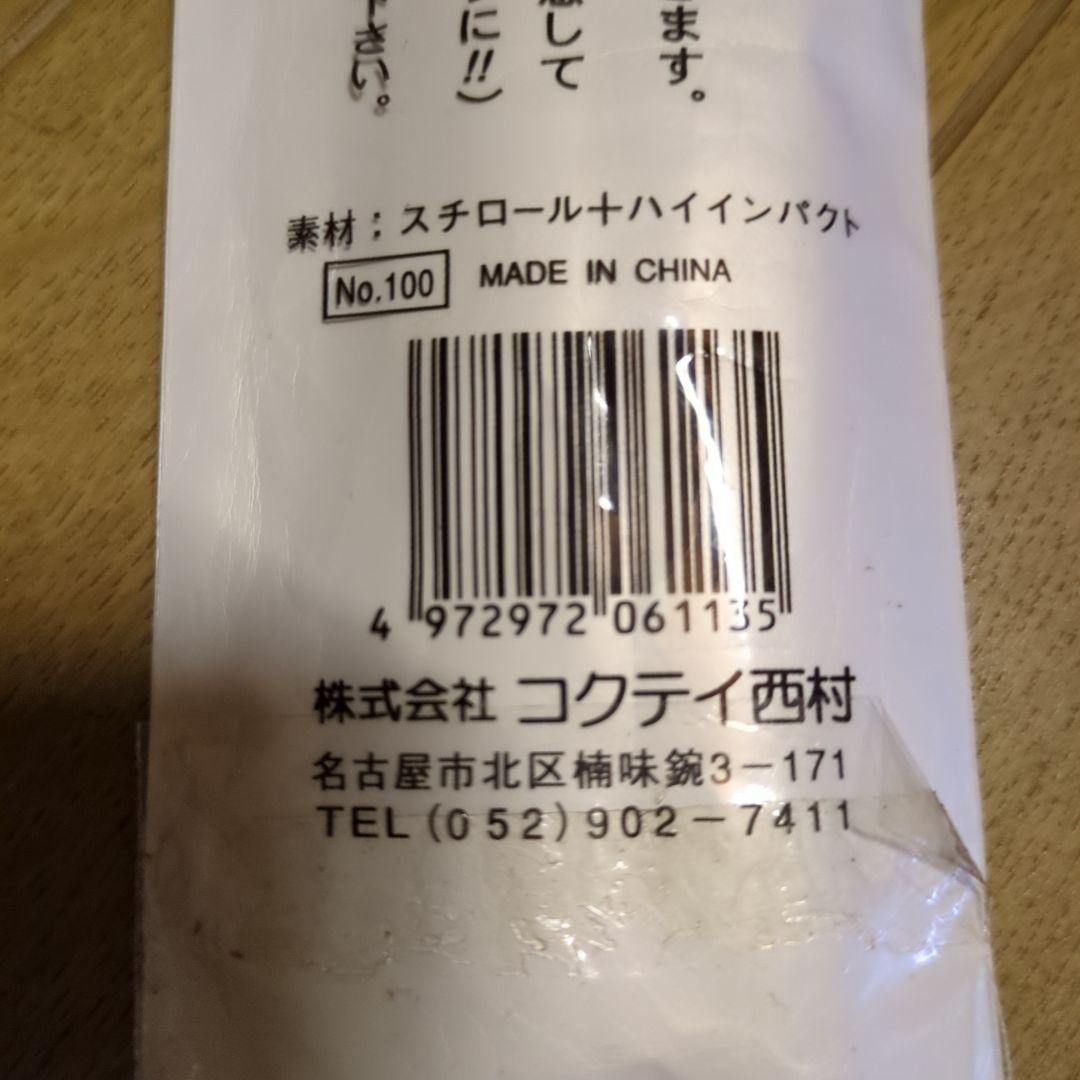 ます。
して
に!!)
下さい。
素材：スチロール＋ハイインパクト
No.100 MADE IN CHINA
4 972972 061135
株式会社 コクテイ西村
名古屋市北区楠味鋺3－171
TEL(052)902－7411